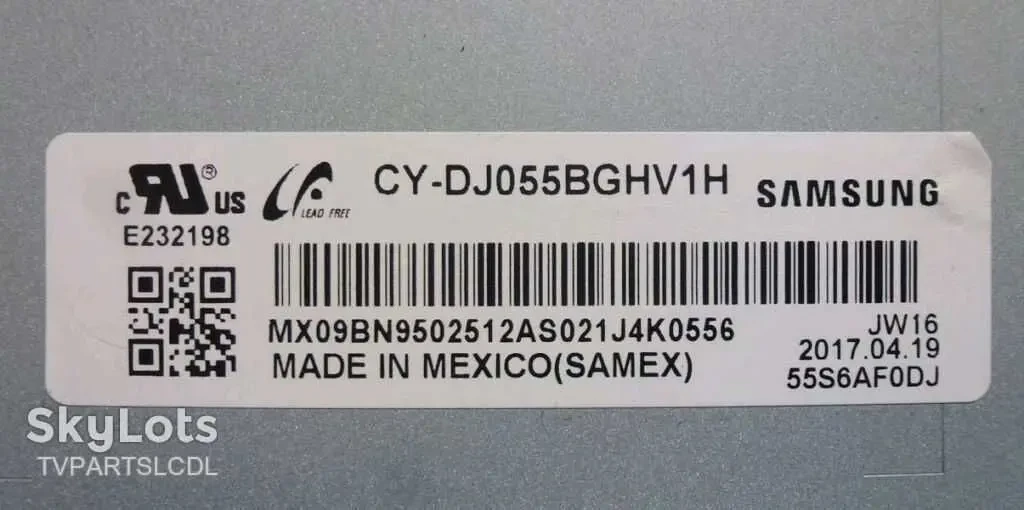 CY-DJ055BGHV1H
SAMSUNG
c RU ® US
LEAD FREE
E232198
MX09BN9502512AS021J4K0556
JW16
2017.04.19
MADE IN MEXICO(SAMEX)
55S6AF0DJ
SkyLots
TVPARTSLCDL